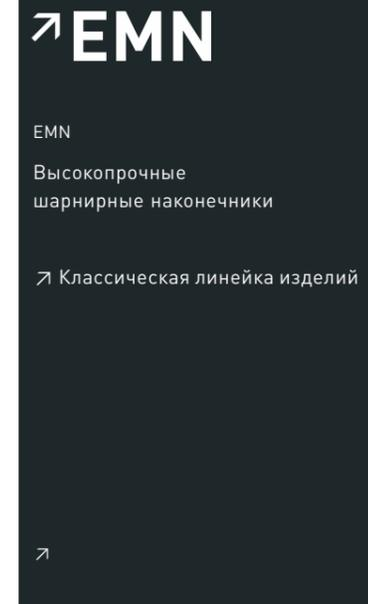 ↗EMN
EMN
Высокопрочные
шарнирные наконечники
↗ Классическая линейка изделий
↗